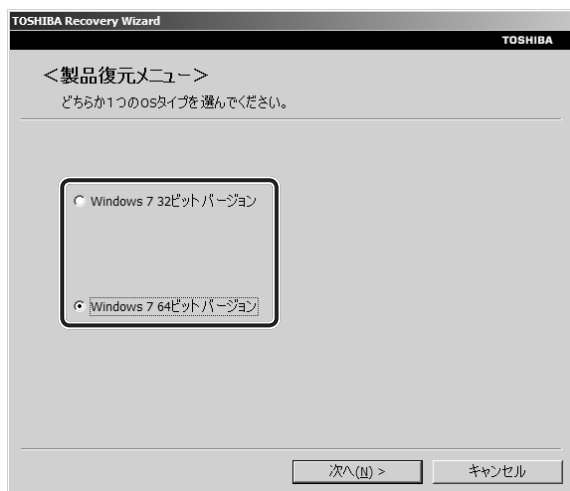 TOSHIBA Recovery Wizard
TOSHIBA
＜製品復元メニュー＞
どちらか1つのOSタイプを選んでください。
Windows 7 32ビットバージョン
Windows 7 64ビットバージョン
次へ(N) >
キャンセル